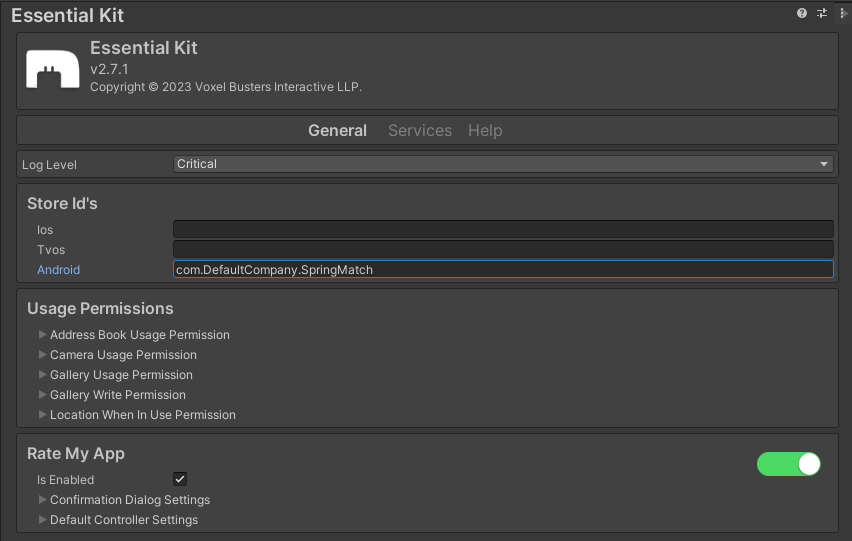 Essential Kit
Essential Kit
v2.7.1
Copyright © 2023 Voxel Busters Interactive LLP.
General Services Help
Log Level Critical
Store Id's
Ios
Tvos
Android com.DefaultCompany.SpringMatch
Usage Permissions
Address Book Usage Permission
Camera Usage Permission
Gallery Usage Permission
Gallery Write Permission
Location When In Use Permission
Rate My App
Is Enabled
Confirmation Dialog Settings
Default Controller Settings